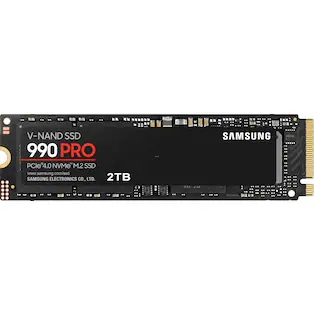 V-NAND SSD
990 PRO
PCIe® 4.0 NVMe™ M.2 SSD
www.samsung.com/ssd
SAMSUNG ELECTRONICS CO., LTD.
SAMSUNG
2TB